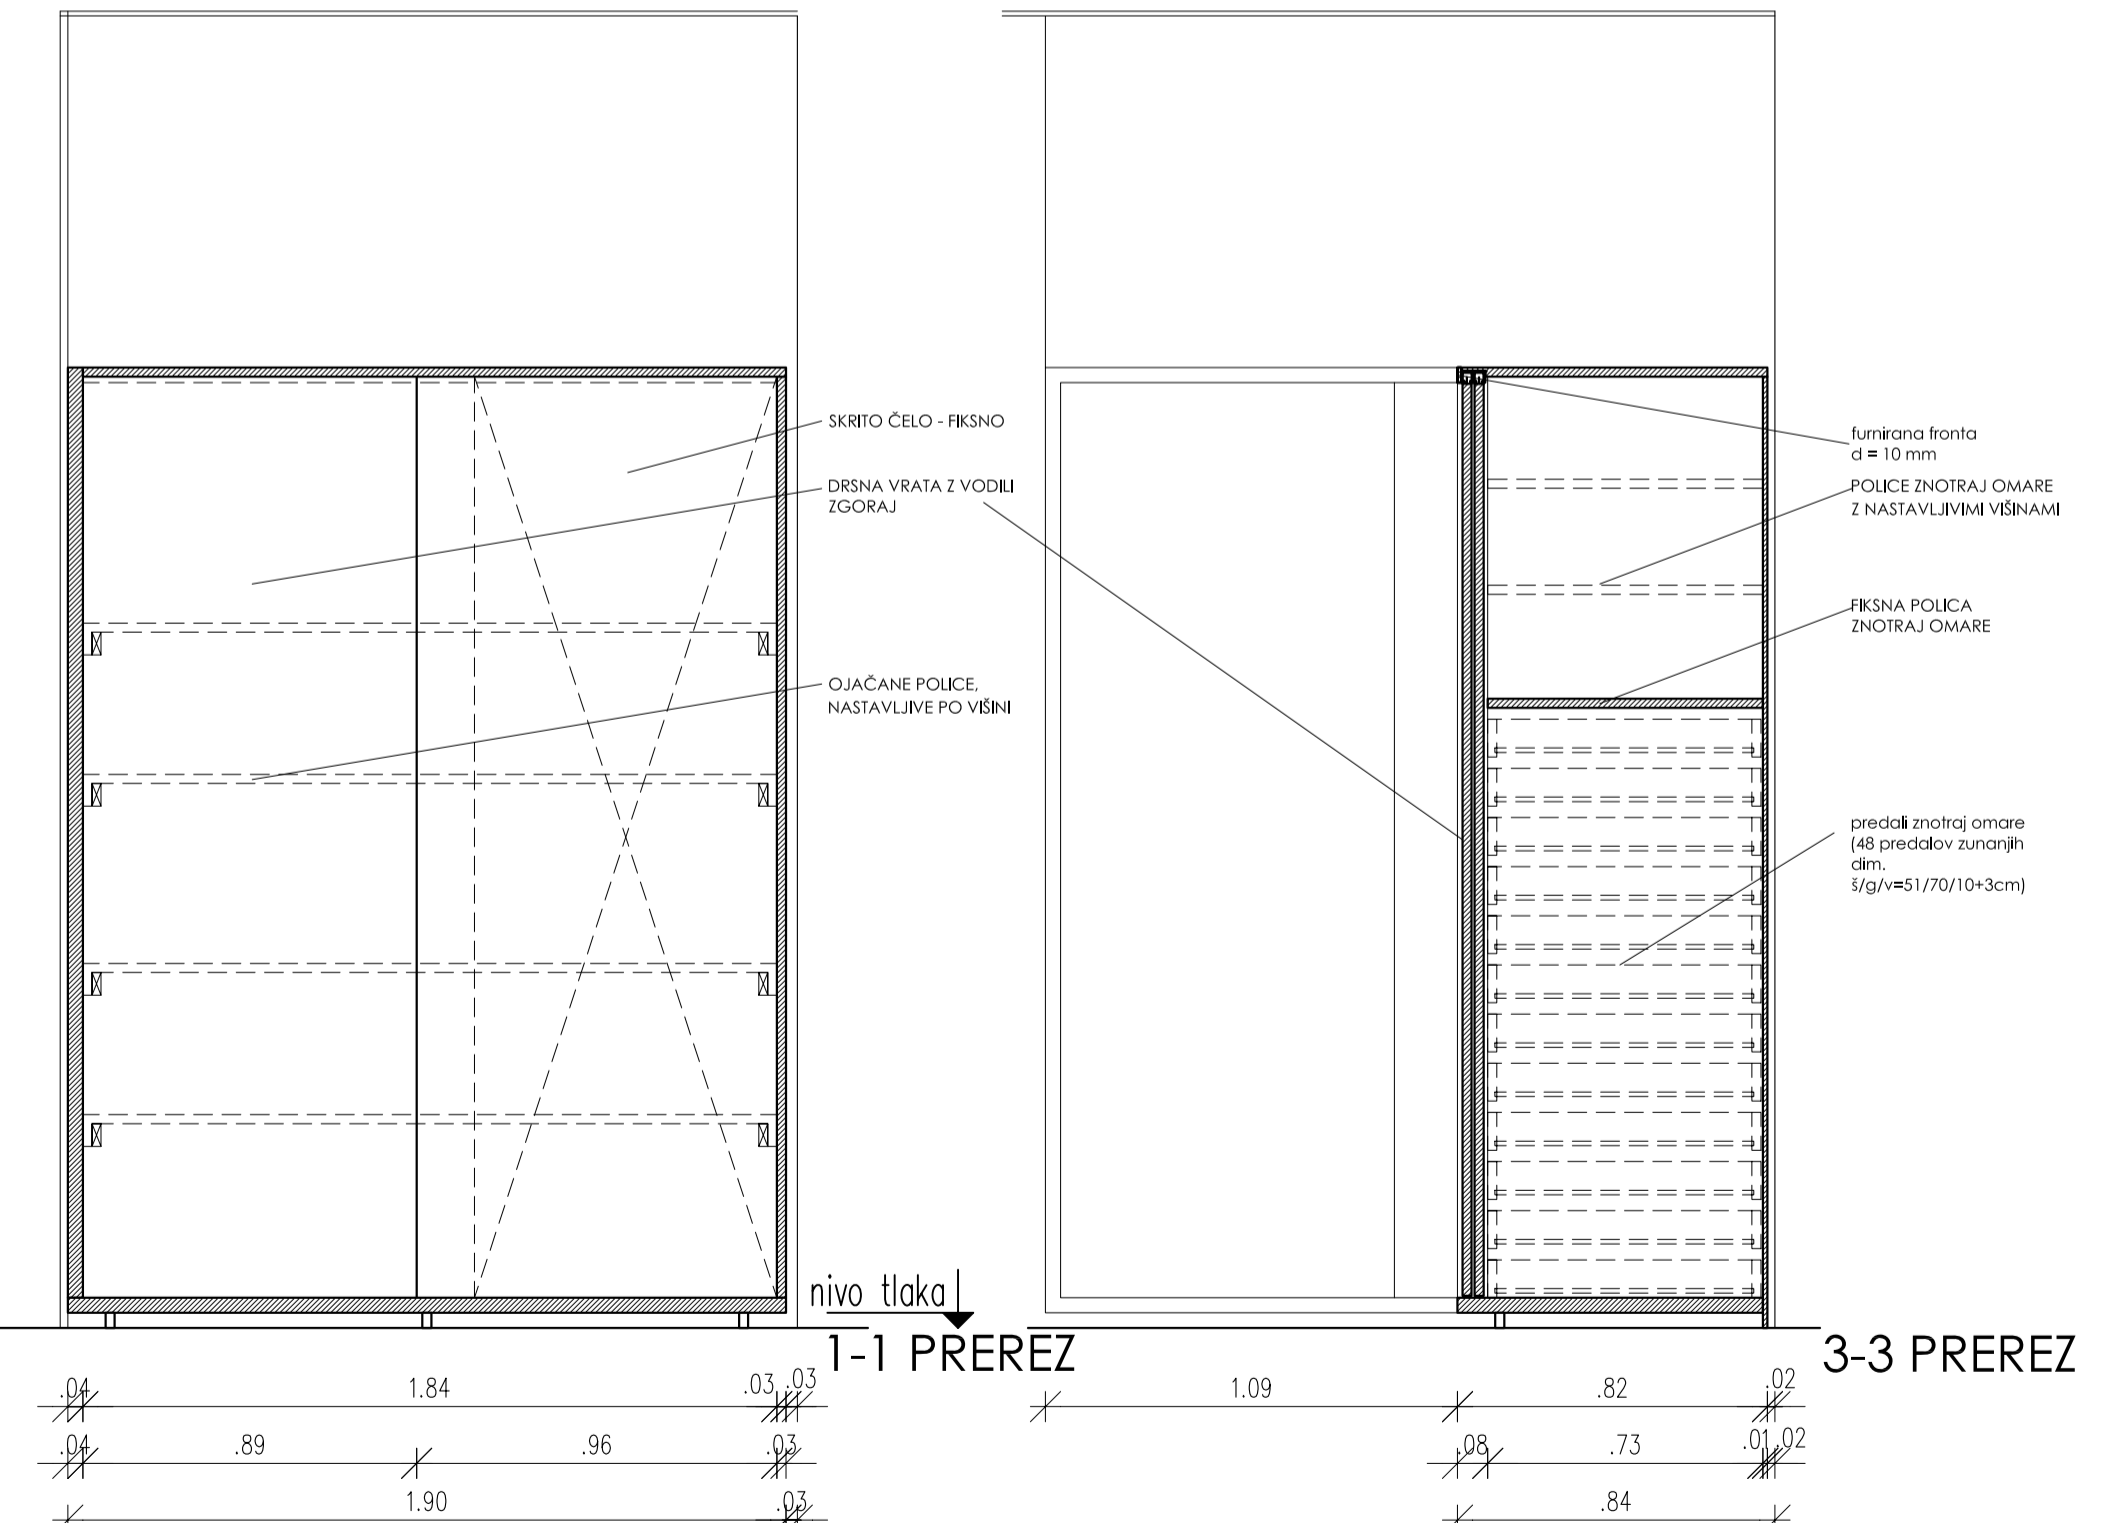 SKRITO ČELO - FIKSNO
DRSNA VRATA Z VODILI
ZGORAJ
OJAČANE POLICE,
NASTAVLJIVE PO VIŠINI
furnirana fronta
d = 10 mm
POLICE ZNOTRAJ OMARE
Z NASTAVLJIVIMI VIŠINAMI
FIKSNA POLICA
ZNOTRAJ OMARE
predali znotraj omare
(48 predalov zunanjih
dim.
š/g/v=51/70/10+3cm)
nivo tlaka
1-1 PREREZ
3-3 PREREZ
.04 1.84 .03 .03
.04 .89 .96 .03
1.90 .03
1.09 .82 .02
.08 .73 .01 .02
.84